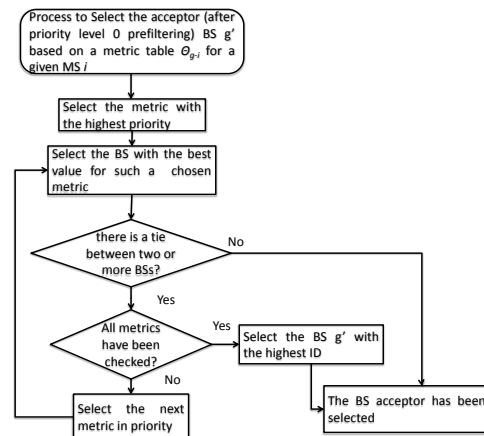 Process to Select the acceptor (after
priority level 0 prefiltering) BS g'
based on a metric table Θg-i for a
given MS i
Select the metric with
the highest priority
Select the BS with the best
value for such a chosen
metric
there is a tie
between two or
more BSs?
No
Yes
All metrics
have been
checked?
Yes
Select the BS g' with
the highest ID
No
Select the next
metric in priority
The BS acceptor has been
selected